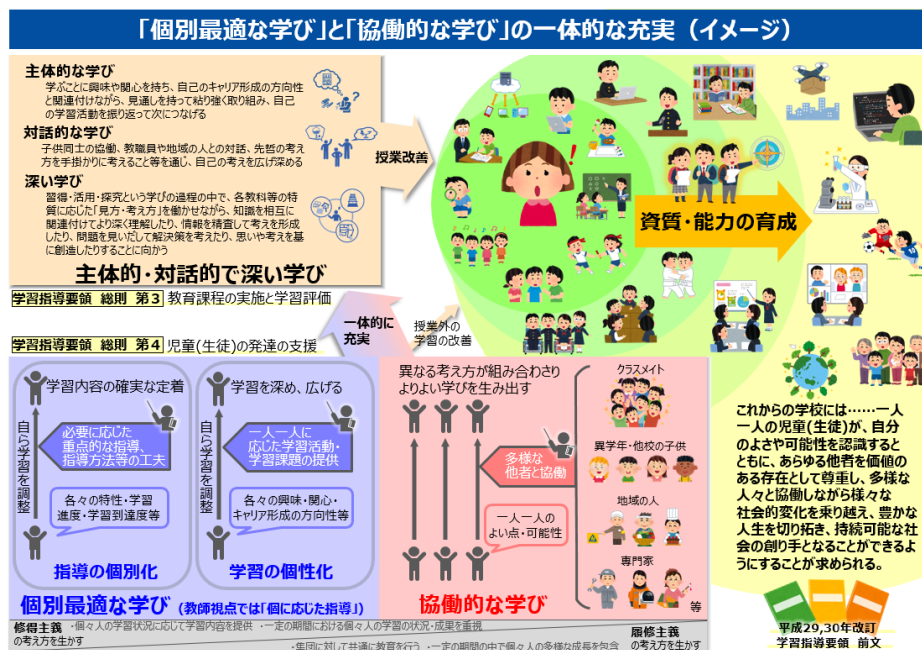 「個別最適な学び」と「協働的な学び」の一体的な充実（イメージ）
主体的な学び
学ぶことに興味や関心を持ち、自己のキャリア形成の方向性
と関連付けながら、見通しを持って粘り強く取り組み、自己
の学習活動を振り返って次につなげる
対話的な学び
子供同士の協働、教職員や地域の人との対話、先哲の考え
方を手掛かりに考えること等を通じ、自己の考えを広げ深める
深い学び
習得・活用・探究という学びの過程の中で、各教科等の特
質に応じた「見方・考え方」を働かせながら、知識を相互に
関連付けてより深く理解したり、情報を精査して考えを形成
したり、問題を見いだして解決策を考えたり、思いや考えを基
に創造したりすることに向かう
主体的・対話的で深い学び
授業改善
資質・能力の育成
学習指導要領 総則 第3 教育課程の実施と学習評価
一体的に
充実
授業外の
学習の改善
学習指導要領 総則 第4 児童(生徒)の発達の支援
学習内容の確実な定着
自ら学習を調整
必要に応じた
重点的な指導、
指導方法等の工夫
各々の特性・学習
進度・学習到達度等
指導の個別化
学習を深め、広げる
自ら学習を調整
一人一人に
応じた学習活動・
学習課題の提供
各々の興味・関心・
キャリア形成の方向性等
学習の個性化
個別最適な学び（教師視点では「個に応じた指導」）
異なる考え方が組み合わさり
よりよい学びを生み出す
多様な
他者と協働
一人一人の
よい点・可能性
協働的な学び
クラスメイト
異学年・他校の子供
地域の人
専門家
等
これからの学校には……一人
一人の児童(生徒)が、自分
のよさや可能性を認識すると
ともに、あらゆる他者を価値の
ある存在として尊重し、多様な
人々と協働しながら様々な
社会的変化を乗り越え、豊かな
人生を切り拓き、持続可能な社
会の創り手となることができるよ
うにすることが求められる。
平成29,30年改訂
学習指導要領 前文
修得主義
の考え方を生かす
・個々人の学習状況に応じて学習内容を提供 ・一定の期間における個々人の学習の状況・成果を重視
・集団に対して共通に教育を行う ・一定の期間の中で個々人の多様な成長を包含
履修主義
の考え方を生かす